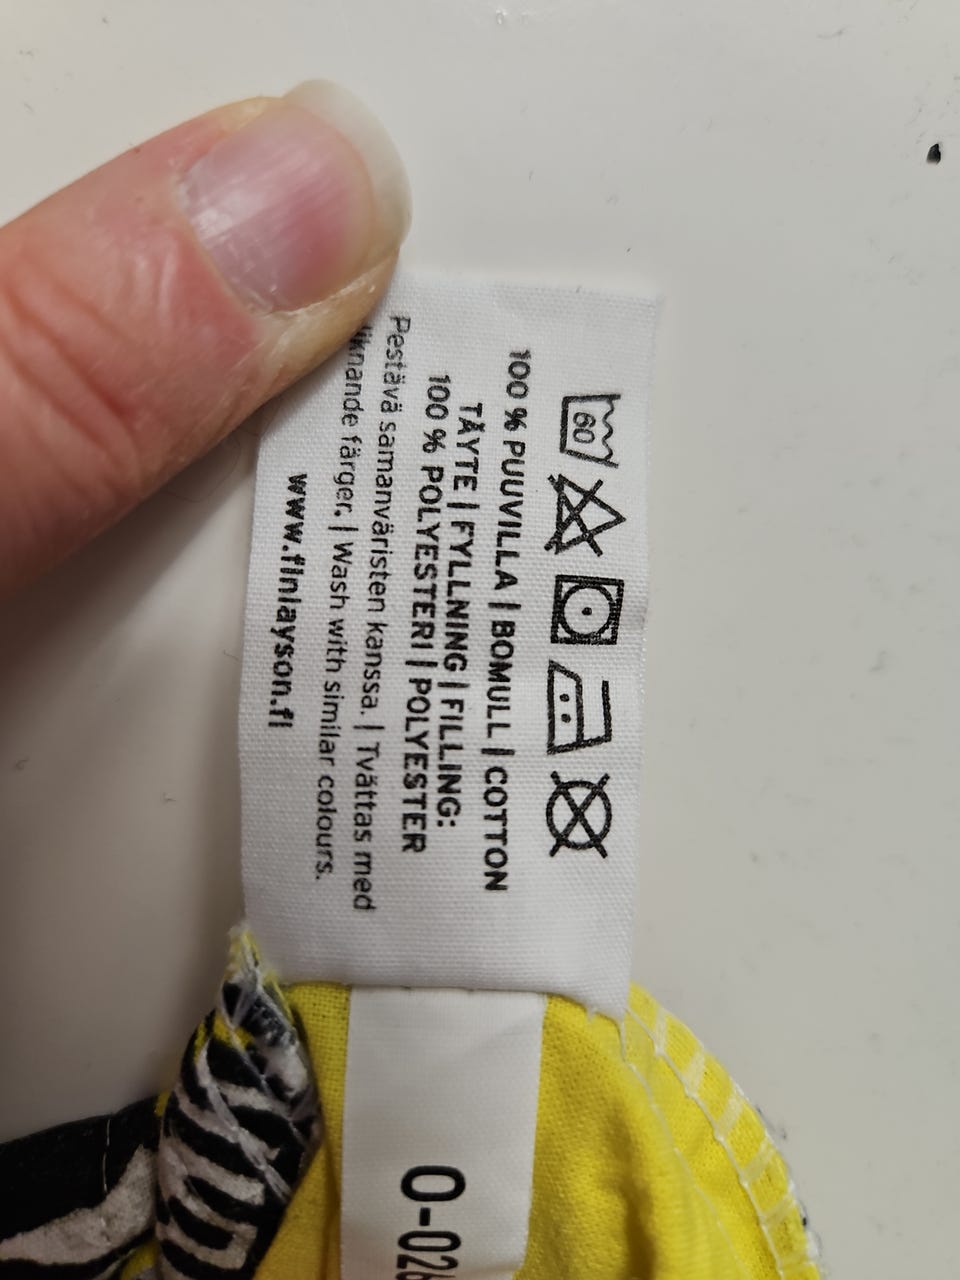 60
100 % PUUVILLA | BOMULL | COTTON
TÄYTE | FYLLNING | FILLING:
100 % POLYESTERI | POLYESTER
Pestävä samanväristen kanssa. | Tvättas med
färger. | Wash with similar colours.
www.finlayson.fi